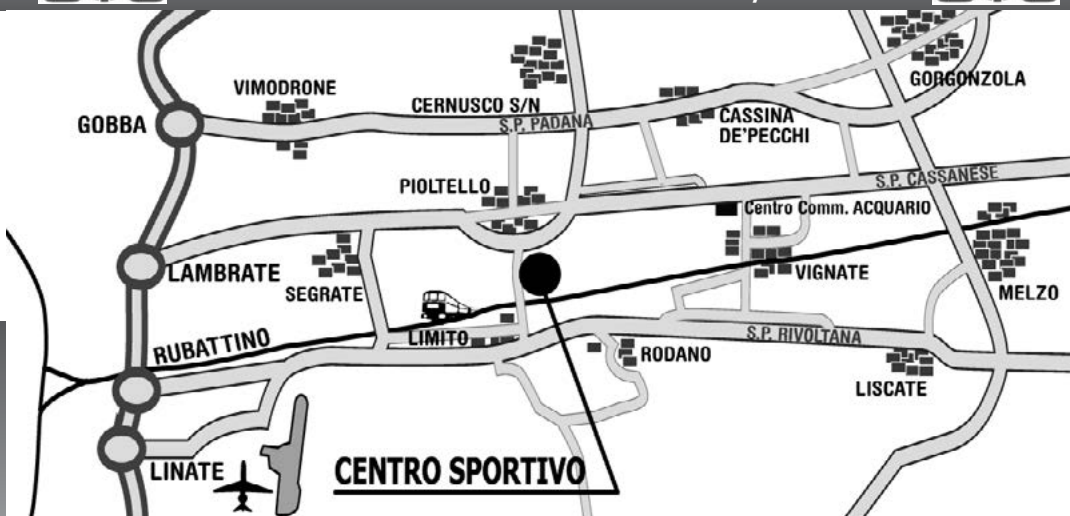 VIMODRONE
GORGONZOLA
CERNUSCO S/N
GOBBA
S.P. PADANA
CASSINA
DE'PECCHI
PIOLTELLO
S.P. CASSANESE
Centro Comm. ACQUARIO
LAMBRATE
SEGRATE
VIGNATE
MELZO
RUBATTINO
LIMITO
S.P. RIVOLTANA
RODANO
LISCATE
LINATE
CENTRO SPORTIVO